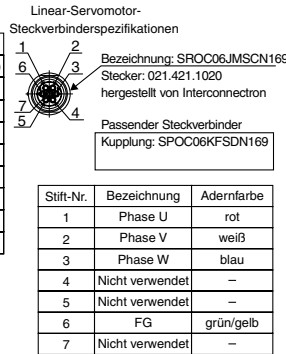 Linear-Servomotor-
Steckverbinderspezifikationen
1 2
6 3
7 4
5
Bezeichnung: SROC06JMSCN169
Stecker: 021.421.1020
hergestellt von Interconnectron
Passender Steckverbinder
Kupplung: SPOC06KFSDN169
Stift-Nr. Bezeichnung Adernfarbe
1 Phase U rot
2 Phase V weiß
3 Phase W blau
4 Nicht verwendet –
5 Nicht verwendet –
6 FG grün/gelb
7 Nicht verwendet –